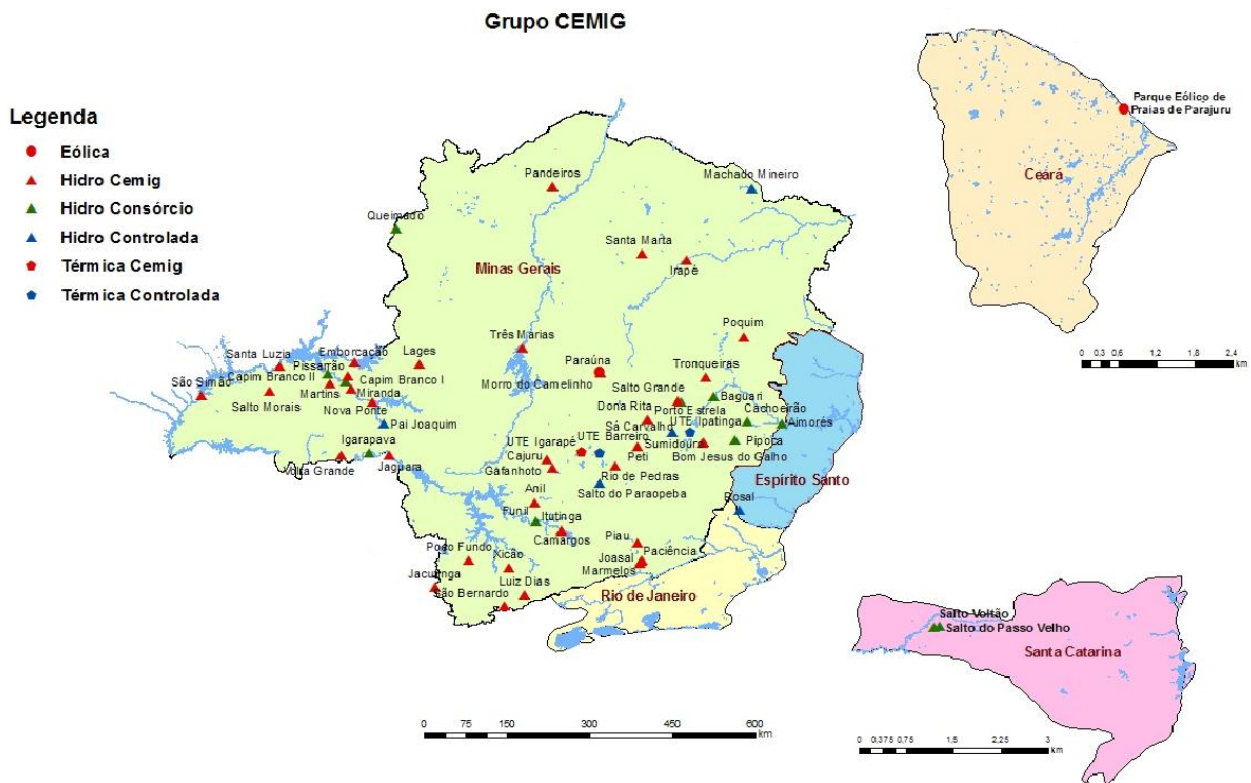 Grupo CEMIG
Legenda
Eólica
Hidro Cemig
Hidro Consórcio
Hidro Controlada
Térmica Cemig
Térmica Controlada
Parque Eólico de
Praias de Parajuru
Ceará
0 0,3 0,6 1,2 1,8 2,4
km
Pandeiros
Machado Mineiro
Queimado
Santa Marta
Minas Gerais
Irapé
Poquim
Três Marias
Emborcação
Lages
Santa Luzia
Pissarrão
Paraúna
Tronqueiras
São Simão
Capim Branco II
Capim Branco I
Morro do Camelinho
Salto Grande
Martins
Miranda
Baguari
Salto Morais
Nova Ponte
Dona Rita
Porto Estrela
Cachoeirão
Pai Joaquim
Sá Carvalho
UTE Ipatinga
Aimorés
Igarapava
UTE Igarapé
UTE Barreiro
Sumidouro
Pipoca
Cajuru
Peti
Bom Jesus do Galho
Volta Grande
Jaguara
Gafanhoto
Rio de Pedras
Salto do Paraopeba
Espírito Santo
Anil
Rosal
Funil
Itutinga
Camargos
Piau
Poço Fundo
Xicão
Joasal
Paciência
Jacutinga
Marmelos
São Bernardo
Luiz Dias
Rio de Janeiro
Salto Voltão
Salto do Passo Velho
Santa Catarina
0 75 150 300 450 600
km
0 0,375 0,75 1,5 2,25 3
km